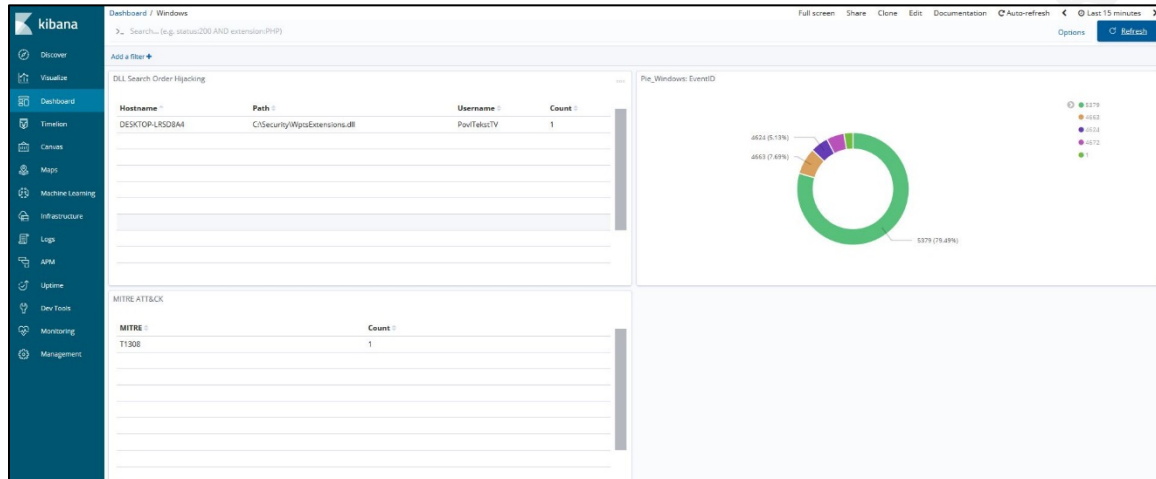 kibana
Discover
Visualize
Dashboard
Timelion
Canvas
Maps
Machine Learning
Infrastructure
Logs
APM
Uptime
Dev Tools
Monitoring
Management
Dashboard / Windows
Full screen Share Clone Edit Documentation Auto-refresh Last 15 minutes
>_ Search... (e.g. status:200 AND extension:PHP)
Options Refresh
Add a filter +
DLL Search Order Hijacking
Hostname Path Username Count
DESKTOP-LRSD8A4 C:\Security\WptsExtensions.dll PovlTekstTV 1
Pie_Windows: EventID
4624 (5.13%)
4663 (7.69%)
5379 (79.49%)
5379
4663
4624
4672
1
MITRE ATT&CK
MITRE Count
T1308 1